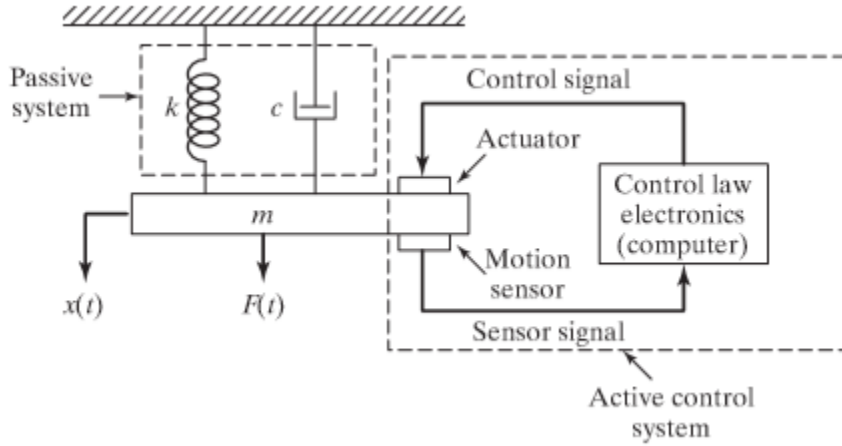 Passive
system
k
c
Control signal
Actuator
Control law
electronics
(computer)
m
Motion
sensor
x(t)
F(t)
Sensor signal
Active control
system